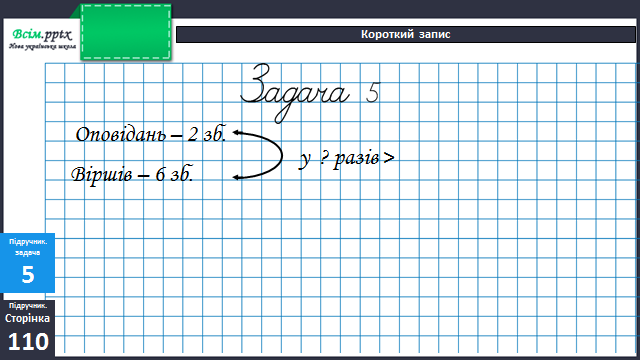 Всім.pptx
Нова українська школа
Короткий запис
Задача 5
Оповідань – 2 зб.
у ? разів >
Віршів – 6 зб.
Підручник.
задача
5
Підручник.
Сторінка
110